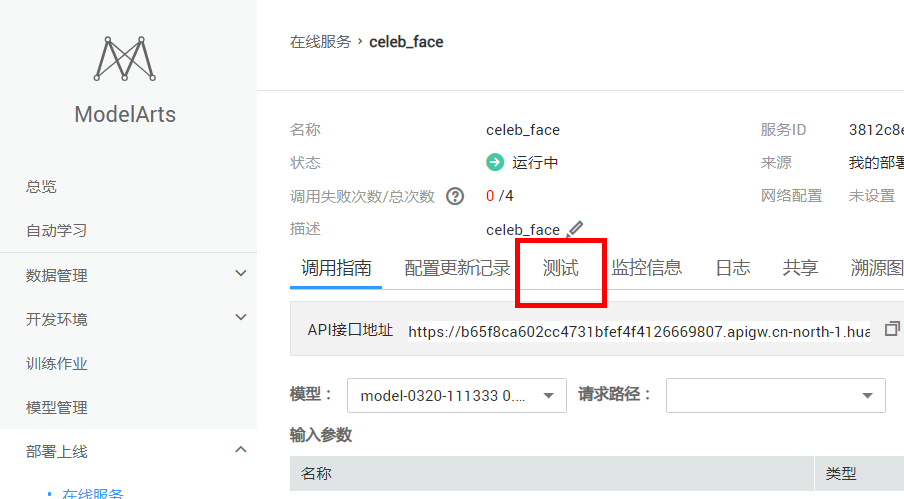 ModelArts
总览
自动学习
数据管理
开发环境
训练作业
模型管理
部署上线
在线服务
在线服务 › celeb_face
名称 celeb_face 服务ID 3812c8e
状态 运行中 来源 我的部署
调用失败次数/总次数 ? 0 /4 网络配置 未设置
描述 celeb_face
调用指南 配置更新记录 测试 监控信息 日志 共享 溯源图
API接口地址 https://b65f8ca602cc4731bfef4f4126669807.apigw.cn-north-1.hua
模型： model-0320-111333 0.... 请求路径：
输入参数
名称 类型